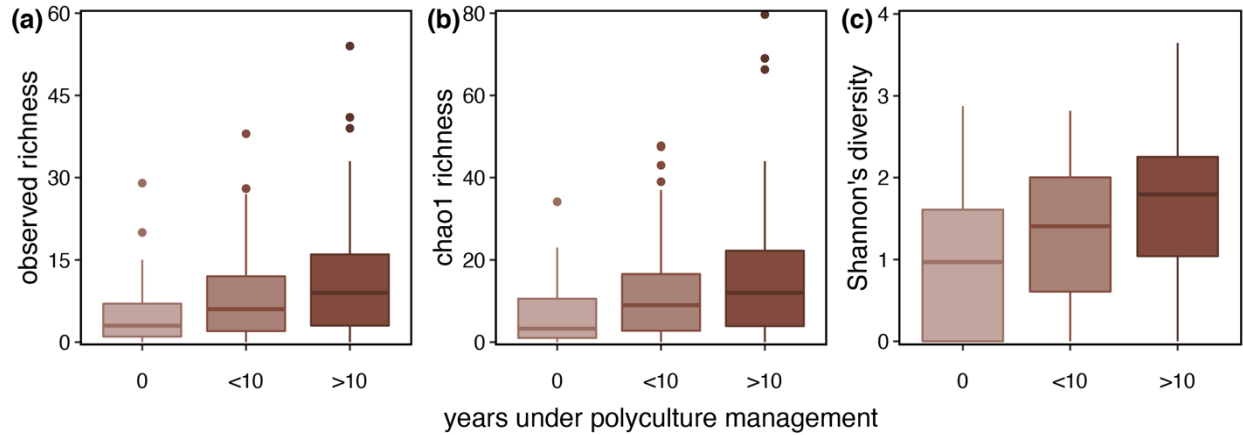 (a)
observed richness
60
45
30
15
0
0 <10 >10
(b)
chao1 richness
80
60
40
20
0
0 <10 >10
(c)
Shannon's diversity
4
3
2
1
0
0 <10 >10
years under polyculture management